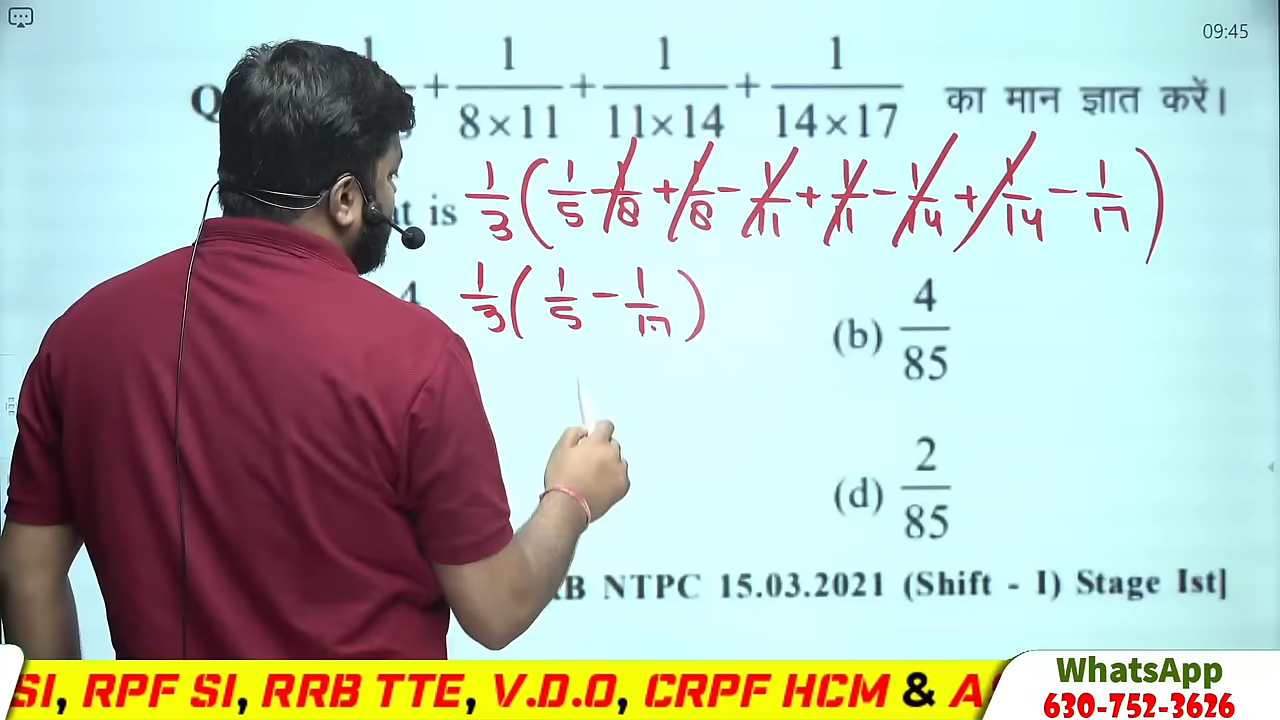 09:45
Q 1 + 1/8×11 + 1/11×14 + 1/14×17 का मान ज्ञात करें।
t is 1/3(1/5 - 1/8 + 1/8 - 1/11 + 1/11 - 1/14 + 1/14 - 1/17)
4 1/3(1/5 - 1/17)
(b) 4/85
(d) 2/85
B NTPC 15.03.2021 (Shift - I) Stage Ist]
SI, RPF SI, RRB TTE, V.D.O, CRPF HCM & A
WhatsApp
630-752-3626